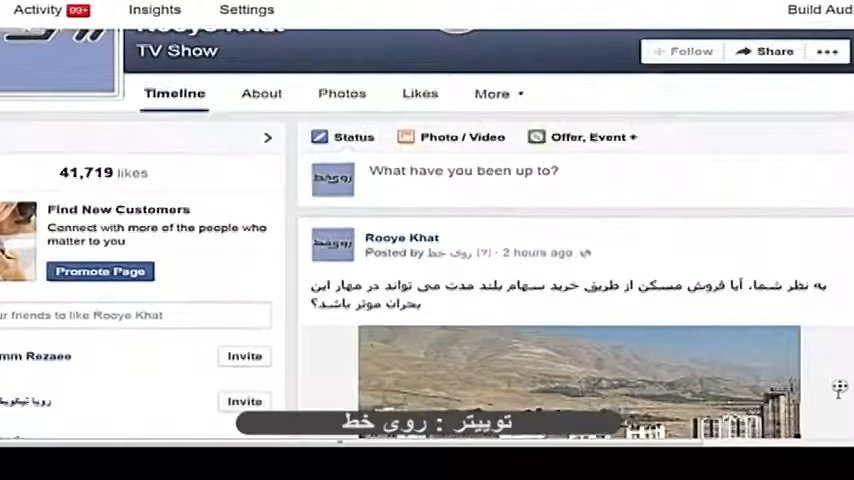 Activity 99+ Insights Settings Build Aud
Rooye Khat
TV Show
+ Follow Share
Timeline About Photos Likes More
Status Photo / Video Offer, Event +
41,719 likes
What have you been up to?
Find New Customers
Connect with more of the people who
matter to you
Promote Page
Rooye Khat
Posted by روی خط [?] · 2 hours ago
به نظر شما، آیا فروش مسکن از طریق خرید سهام بلند مدت می تواند در مهار این
بحران موثر باشد؟
ur friends to like Rooye Khat
mm Rezaee Invite
Invite
توییتر : روی خط